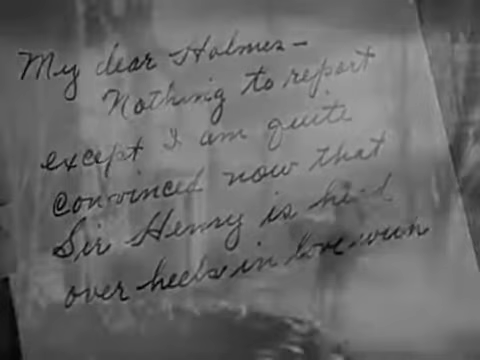 My dear Holmes—
Nothing to report
except I am quite
convinced now that
Sir Henry is head
over heels in love with